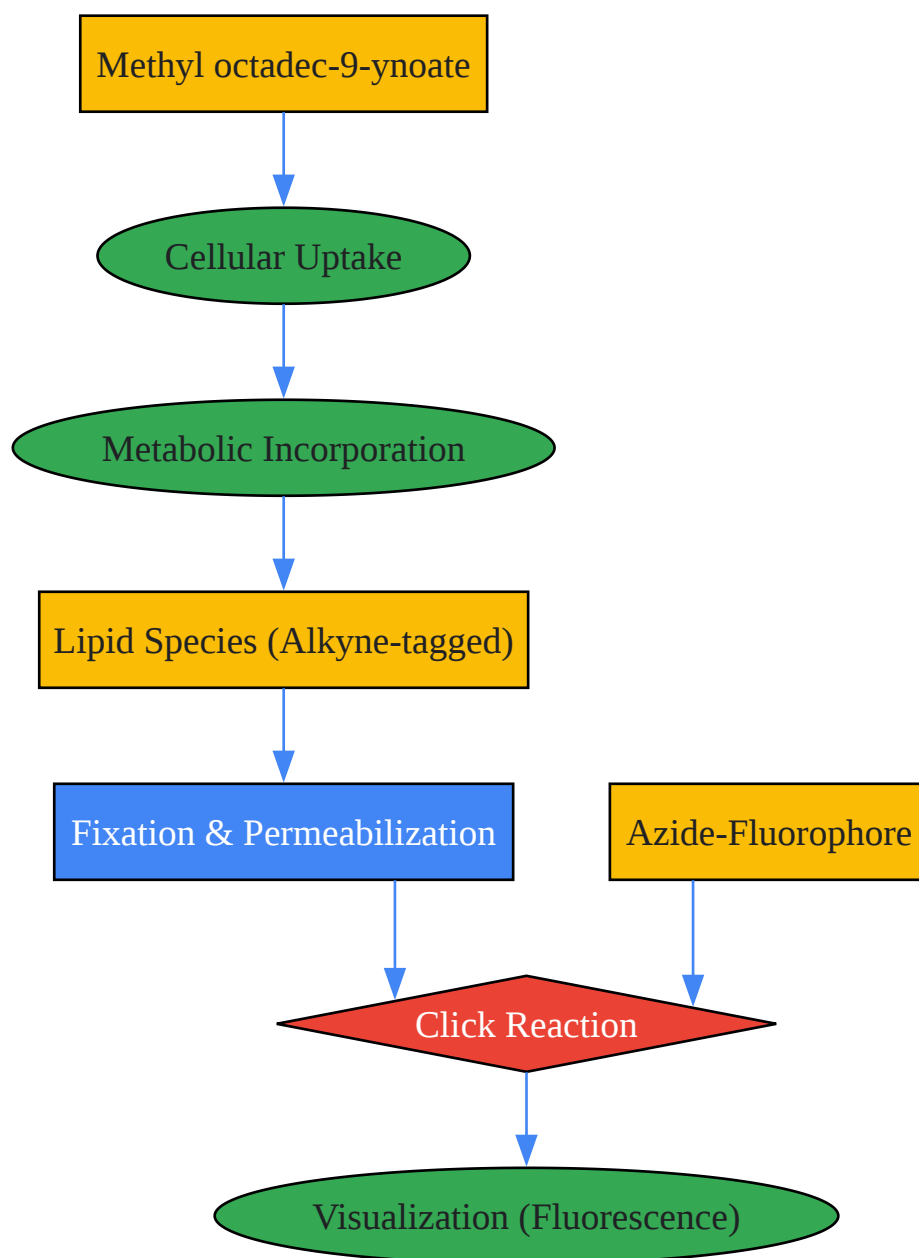 Methyl octadec-9-ynoate
Cellular Uptake
Metabolic Incorporation
Lipid Species (Alkyne-tagged)
Fixation & Permeabilization
Azide-Fluorophore
Click Reaction
Visualization (Fluorescence)